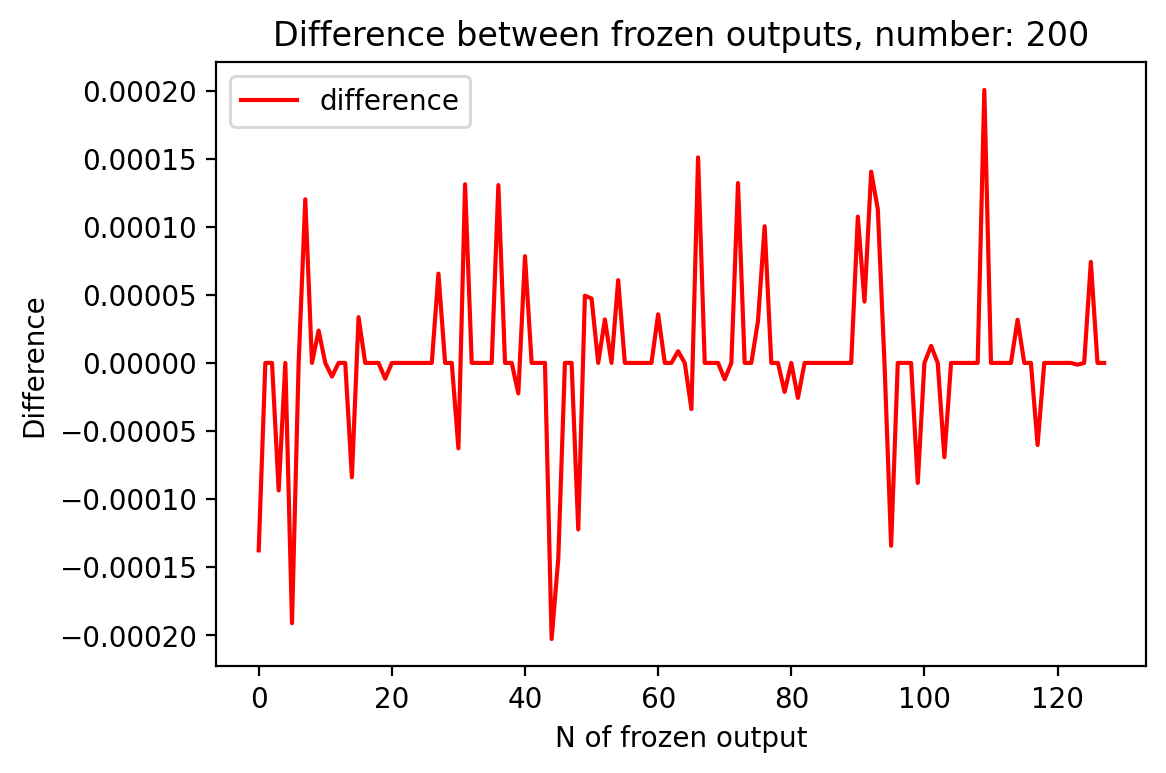 Difference between frozen outputs, number: 200
difference
0.00020
0.00015
0.00010
0.00005
0.00000
−0.00005
−0.00010
−0.00015
−0.00020
Difference
0 20 40 60 80 100 120
N of frozen output